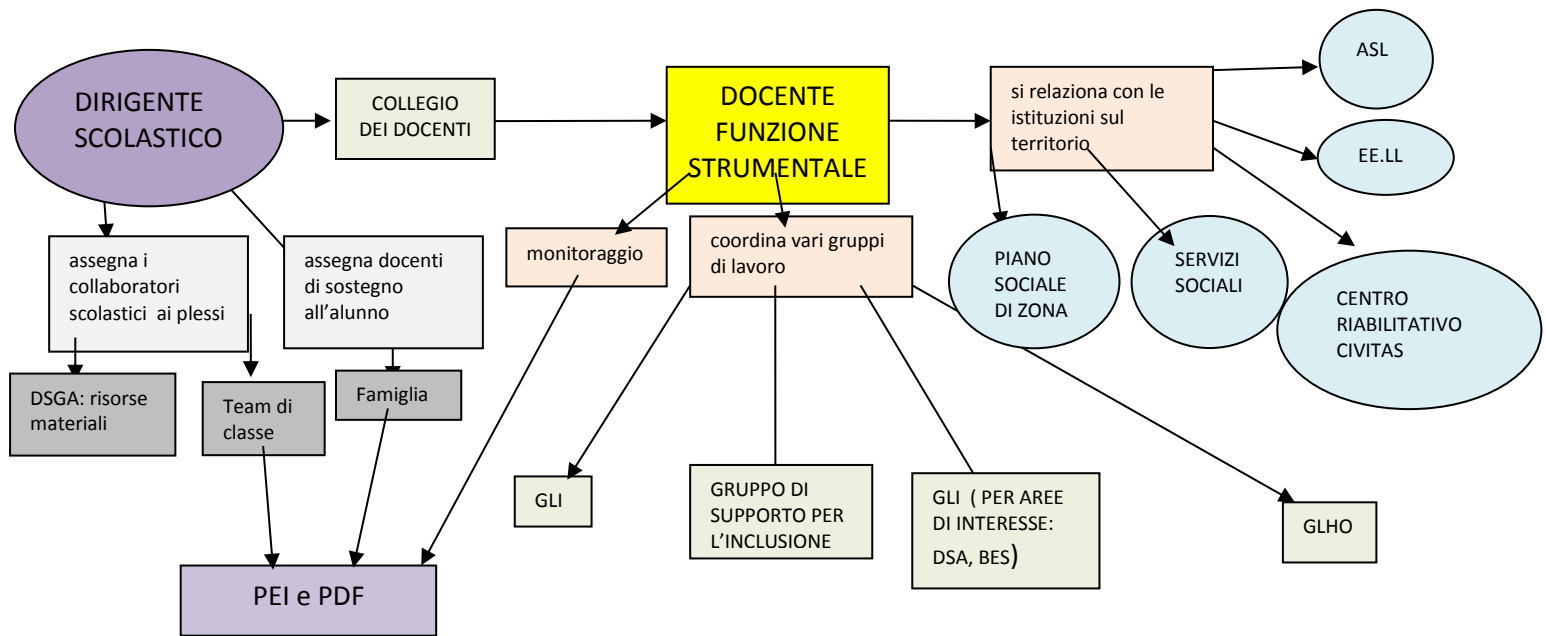 DIRIGENTE
SCOLASTICO
COLLEGIO
DEI DOCENTI
DOCENTE
FUNZIONE
STRUMENTALE
si relaziona con le
istituzioni sul
territorio
ASL
EE.LL
assegna i
collaboratori
scolastici ai plessi
assegna docenti
di sostegno
all'alunno
monitoraggio
coordina vari gruppi
di lavoro
PIANO
SOCIALE
DI ZONA
SERVIZI
SOCIALI
CENTRO
RIABILITATIVO
CIVITAS
DSGA: risorse
materiali
Team di
classe
Famiglia
GLI
GRUPPO DI
SUPPORTO PER
L'INCLUSIONE
GLI ( PER AREE
DI INTERESSE:
DSA, BES)
GLHO
PEI e PDF